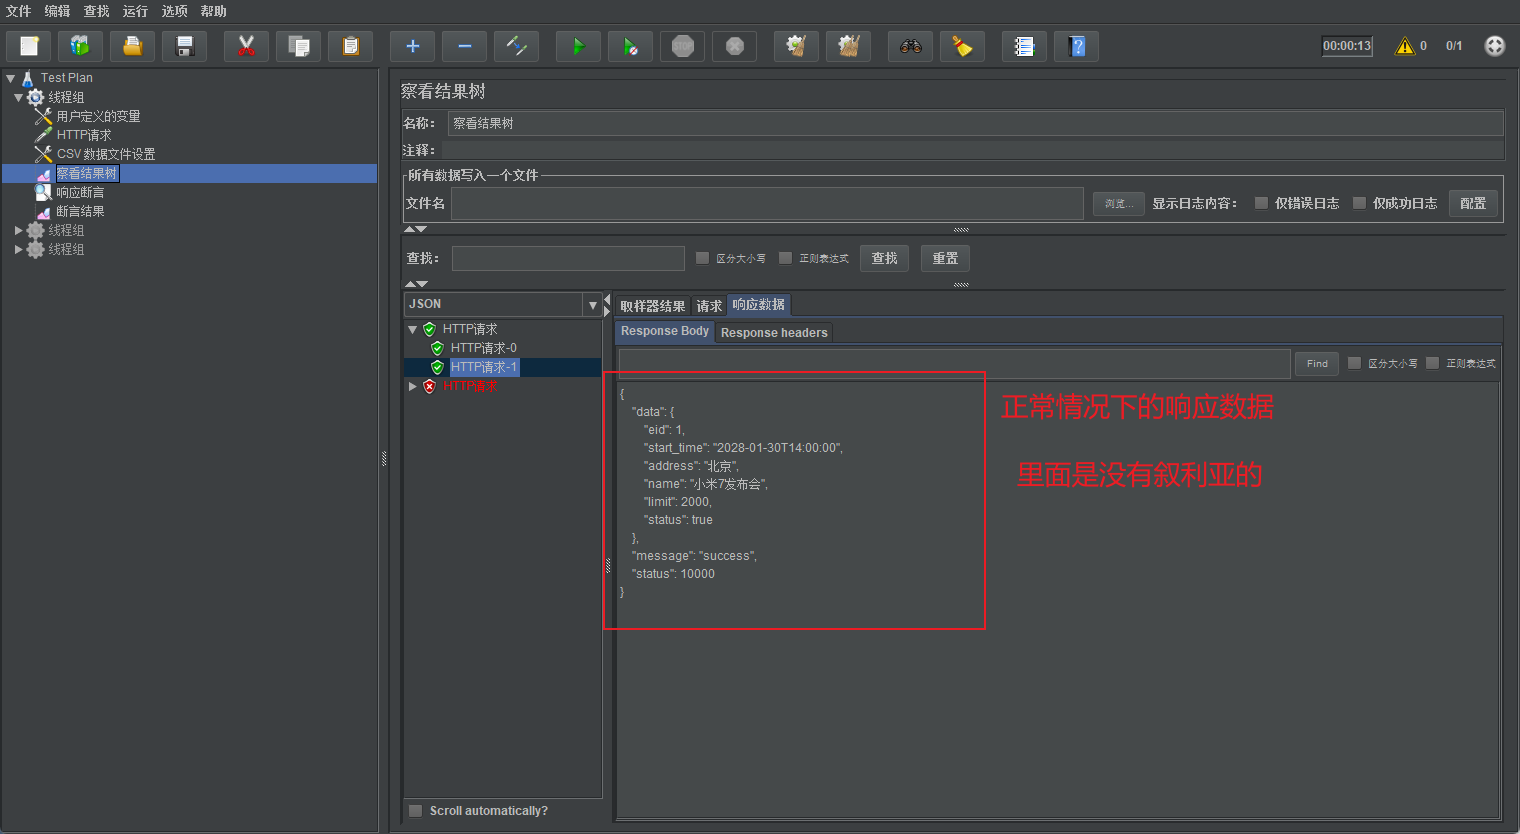 文件 编辑 查找 运行 选项 帮助
STOP
00:00:13
0
0/1
Test Plan
线程组
用户定义的变量
HTTP请求
CSV 数据文件设置
察看结果树
响应断言
断言结果
线程组
线程组
察看结果树
名称： 察看结果树
注释：
所有数据写入一个文件
文件名 浏览... 显示日志内容： 仅错误日志 仅成功日志 配置
查找： 区分大小写 正则表达式 查找 重置
JSON
HTTP请求
HTTP请求-0
HTTP请求-1
HTTP请求
Scroll automatically?
取样器结果 请求 响应数据
Response Body Response headers
Find 区分大小写 正则表达式
{
"data": {
"eid": 1,
"start_time": "2028-01-30T14:00:00",
"address": "北京",
"name": "小米7发布会",
"limit": 2000,
"status": true
},
"message": "success",
"status": 10000
}
正常情况下的响应数据
里面是没有叙利亚的